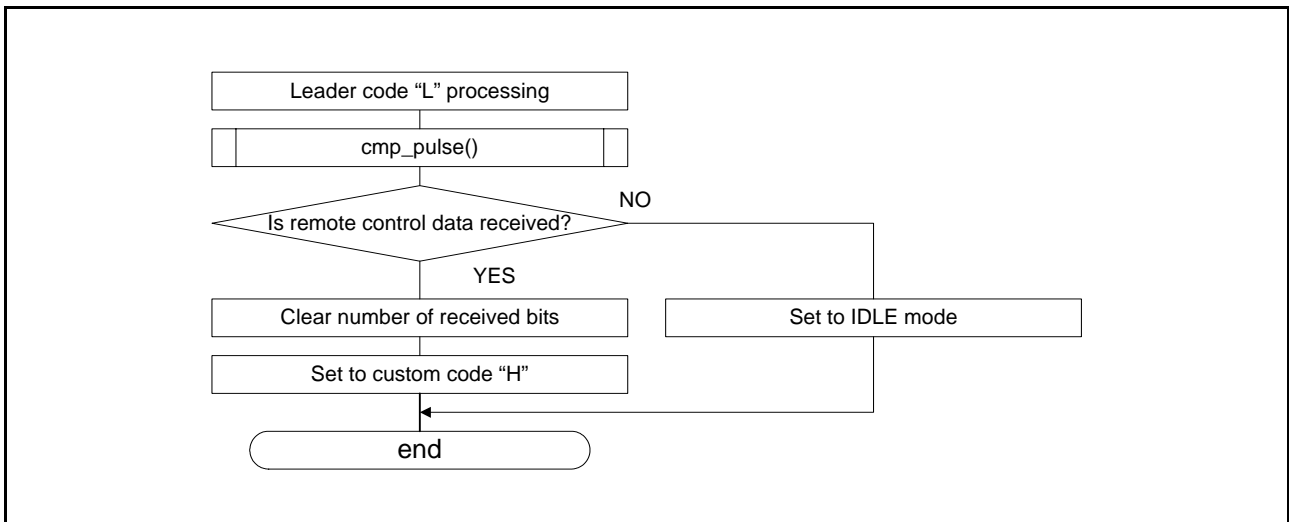 Leader code “L” processing
cmp_pulse()
Is remote control data received?
NO
YES
Clear number of received bits
Set to IDLE mode
Set to custom code “H”
end